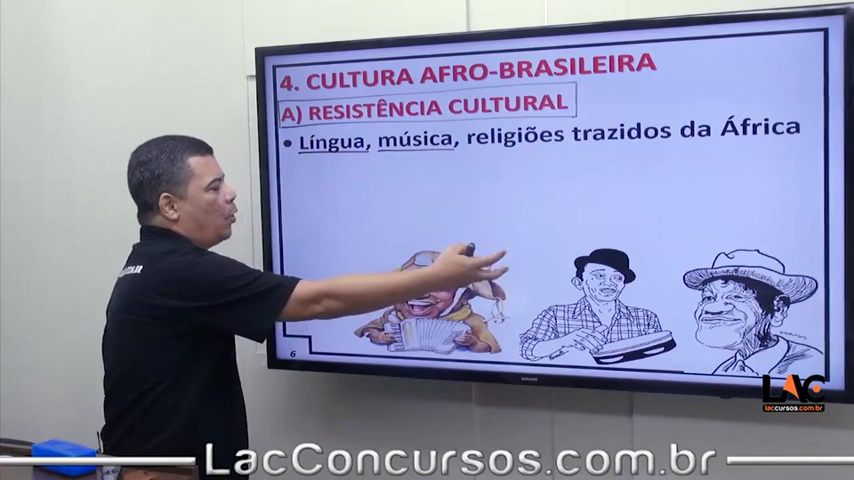 4. CULTURA AFRO-BRASILEIRA
A) RESISTÊNCIA CULTURAL
• Língua, música, religiões trazidos da África
6
LAC
laccursos.com.br
LacConcursos.com.br